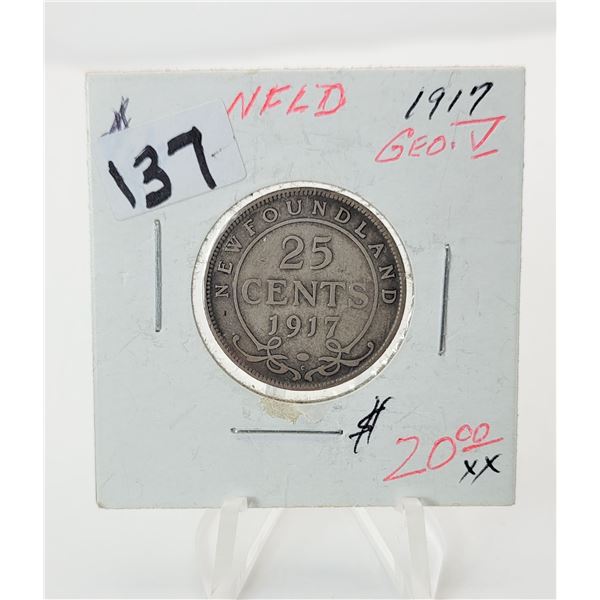 # NFLD 1917
137 GEO. V
NEWFOUNDLAND
25
CENTS
1917
C
$ 20.00
xx